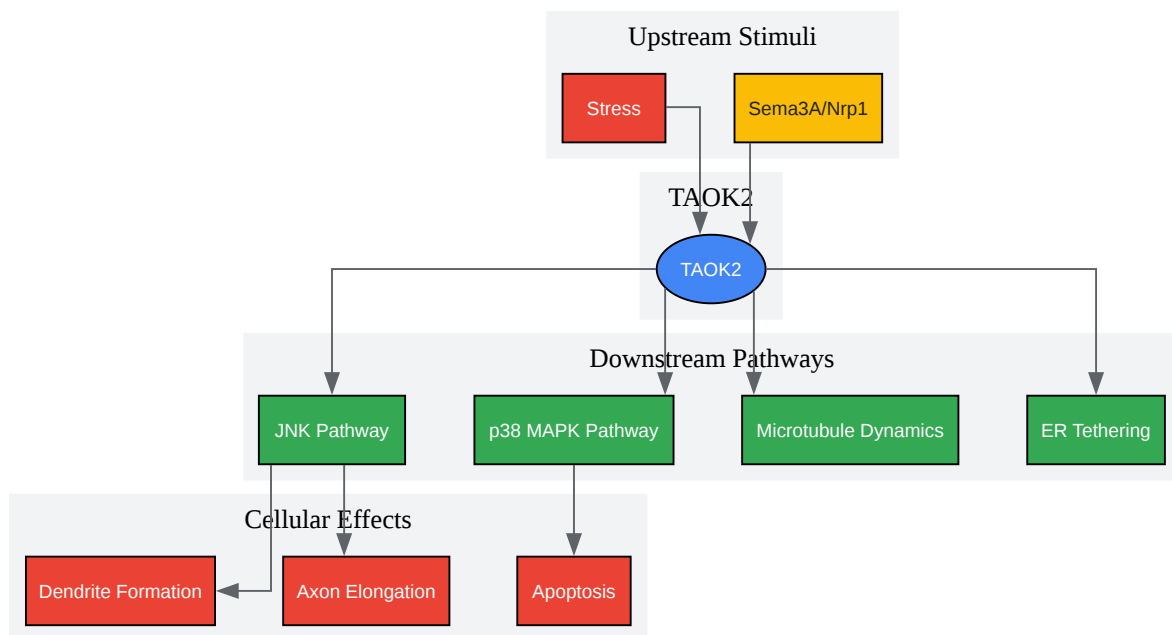 Upstream Stimuli
Stress
Sema3A/Nrp1
TAOK2
TAOK2
Downstream Pathways
JNK Pathway
p38 MAPK Pathway
Microtubule Dynamics
ER Tethering
Cellular Effects
Dendrite Formation
Axon Elongation
Apoptosis